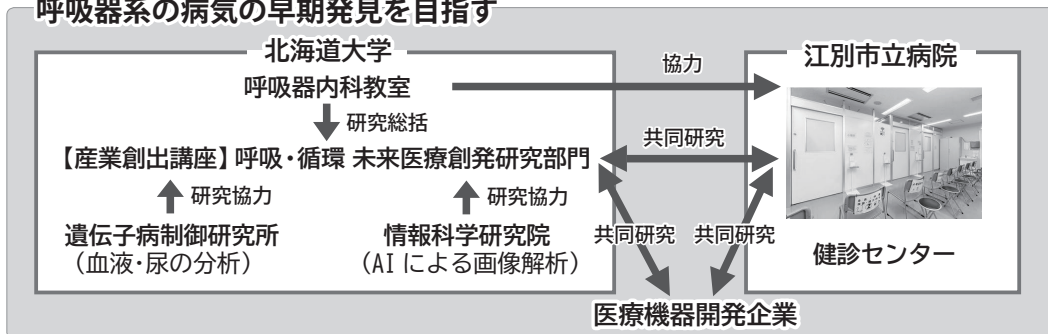 呼吸器系の病気の早期発見を目指す
北海道大学
呼吸器内科教室
研究総括
【産業創出講座】呼吸・循環 未来医療創発研究部門
研究協力
研究協力
遺伝子病制御研究所
（血液・尿の分析）
情報科学研究院
（AIによる画像解析）
協力
共同研究
共同研究
共同研究
医療機器開発企業
江別市立病院
健診センター